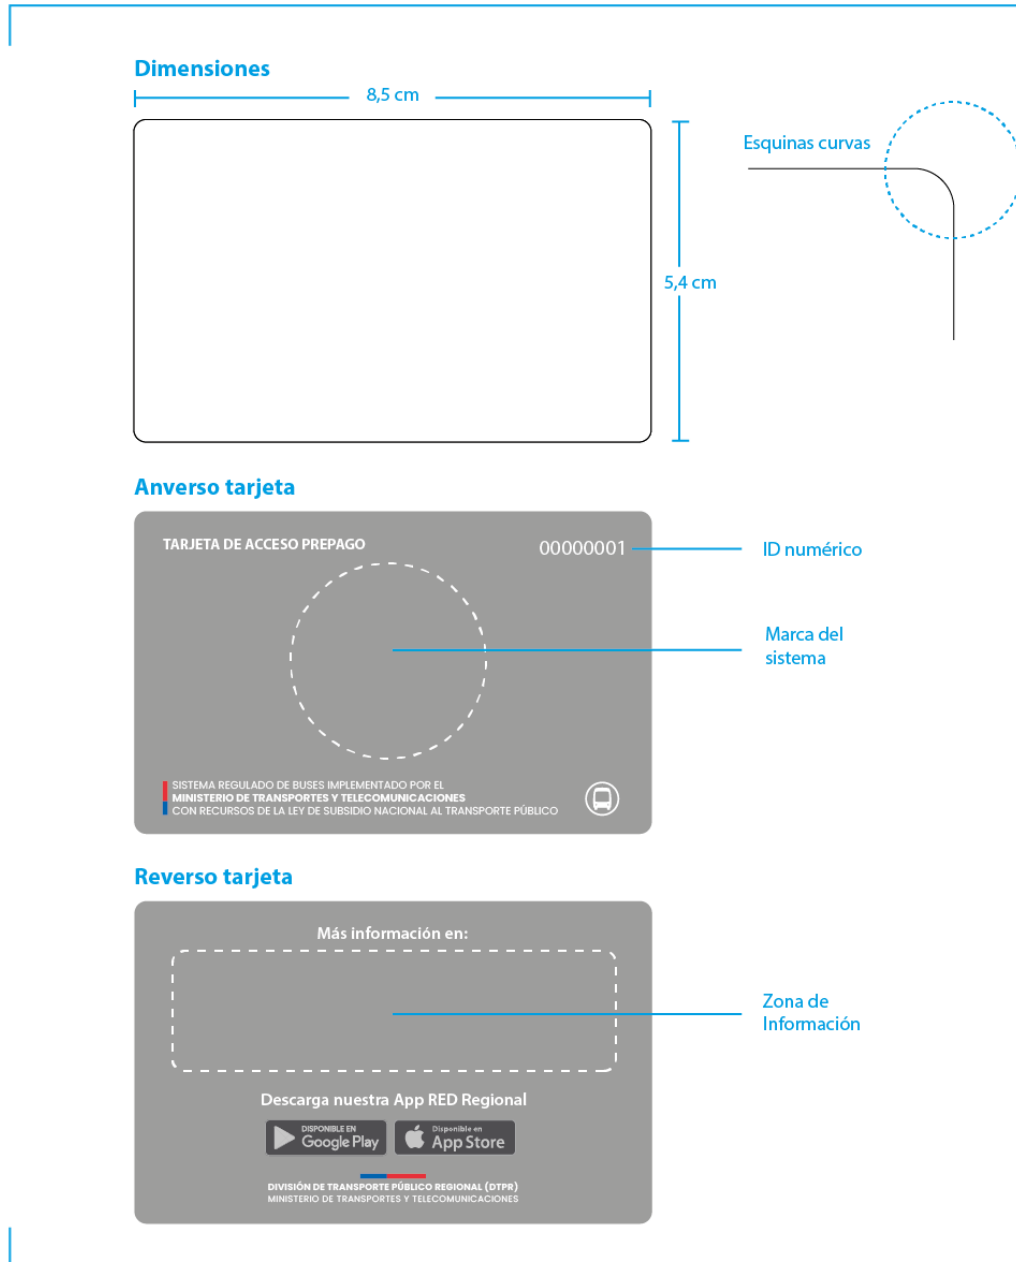 Dimensiones
8,5 cm
Esquinas curvas
5,4 cm
Anverso tarjeta
TARJETA DE ACCESO PREPAGO
00000001
ID numérico
Marca del
sistema
SISTEMA REGULADO DE BUSES IMPLEMENTADO POR EL
MINISTERIO DE TRANSPORTES Y TELECOMUNICACIONES
CON RECURSOS DE LA LEY DE SUBSIDIO NACIONAL AL TRANSPORTE PÚBLICO
Reverso tarjeta
Más información en:
Zona de
Información
Descarga nuestra App RED Regional
DISPONIBLE EN
Google Play
Disponible en
App Store
DIVISIÓN DE TRANSPORTE PÚBLICO REGIONAL (DTPR)
MINISTERIO DE TRANSPORTES Y TELECOMUNICACIONES